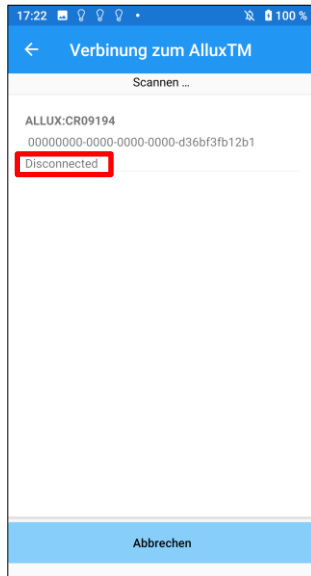 17:22 100 %
Verbinung zum AlluxTM
Scannen ...
ALLUX:CR09194
00000000-0000-0000-0000-d36bf3fb12b1
Disconnected
Abbrechen